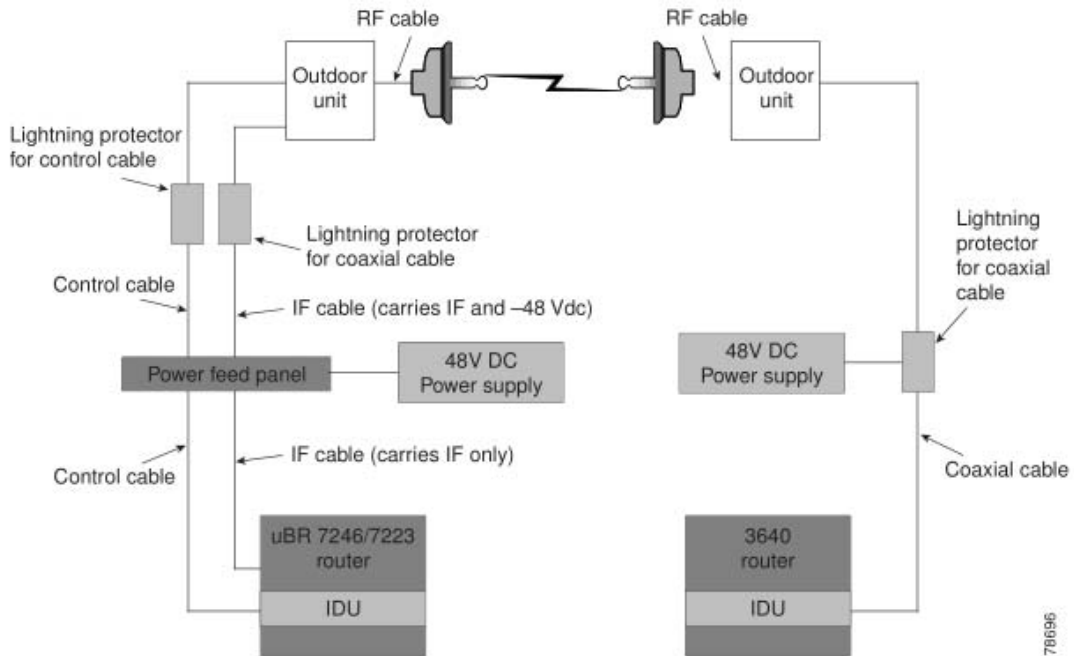 RF cable
RF cable
Outdoor
unit
Outdoor
unit
Lightning protector
for control cable
Lightning protector
for coaxial cable
Lightning
protector
for coaxial
cable
Control cable
IF cable (carries IF and –48 Vdc)
Power feed panel
48V DC
Power supply
48V DC
Power supply
Control cable
IF cable (carries IF only)
Coaxial cable
uBR 7246/7223
router
IDU
3640
router
IDU
78696